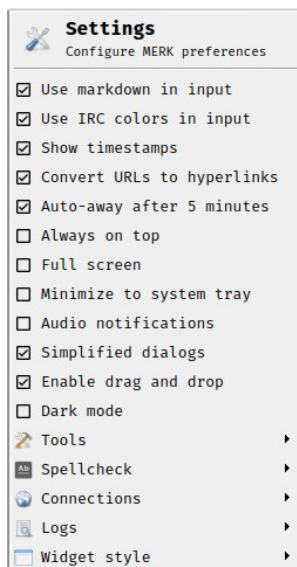 Settings
Configure MERK preferences
Use markdown in input
Use IRC colors in input
Show timestamps
Convert URLs to hyperlinks
Auto-away after 5 minutes
Always on top
Full screen
Minimize to system tray
Audio notifications
Simplified dialogs
Enable drag and drop
Dark mode
Tools
Ab Spellcheck
Connections
Logs
Widget style